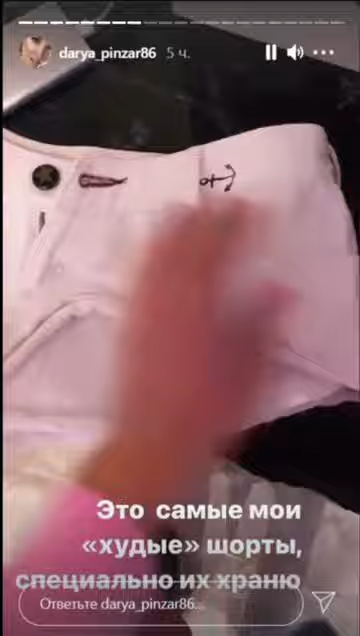 darya_pinzar86 5 ч.
Это самые мои
«худые» шорты,
специально их храню
Ответьте darya_pinzar86...